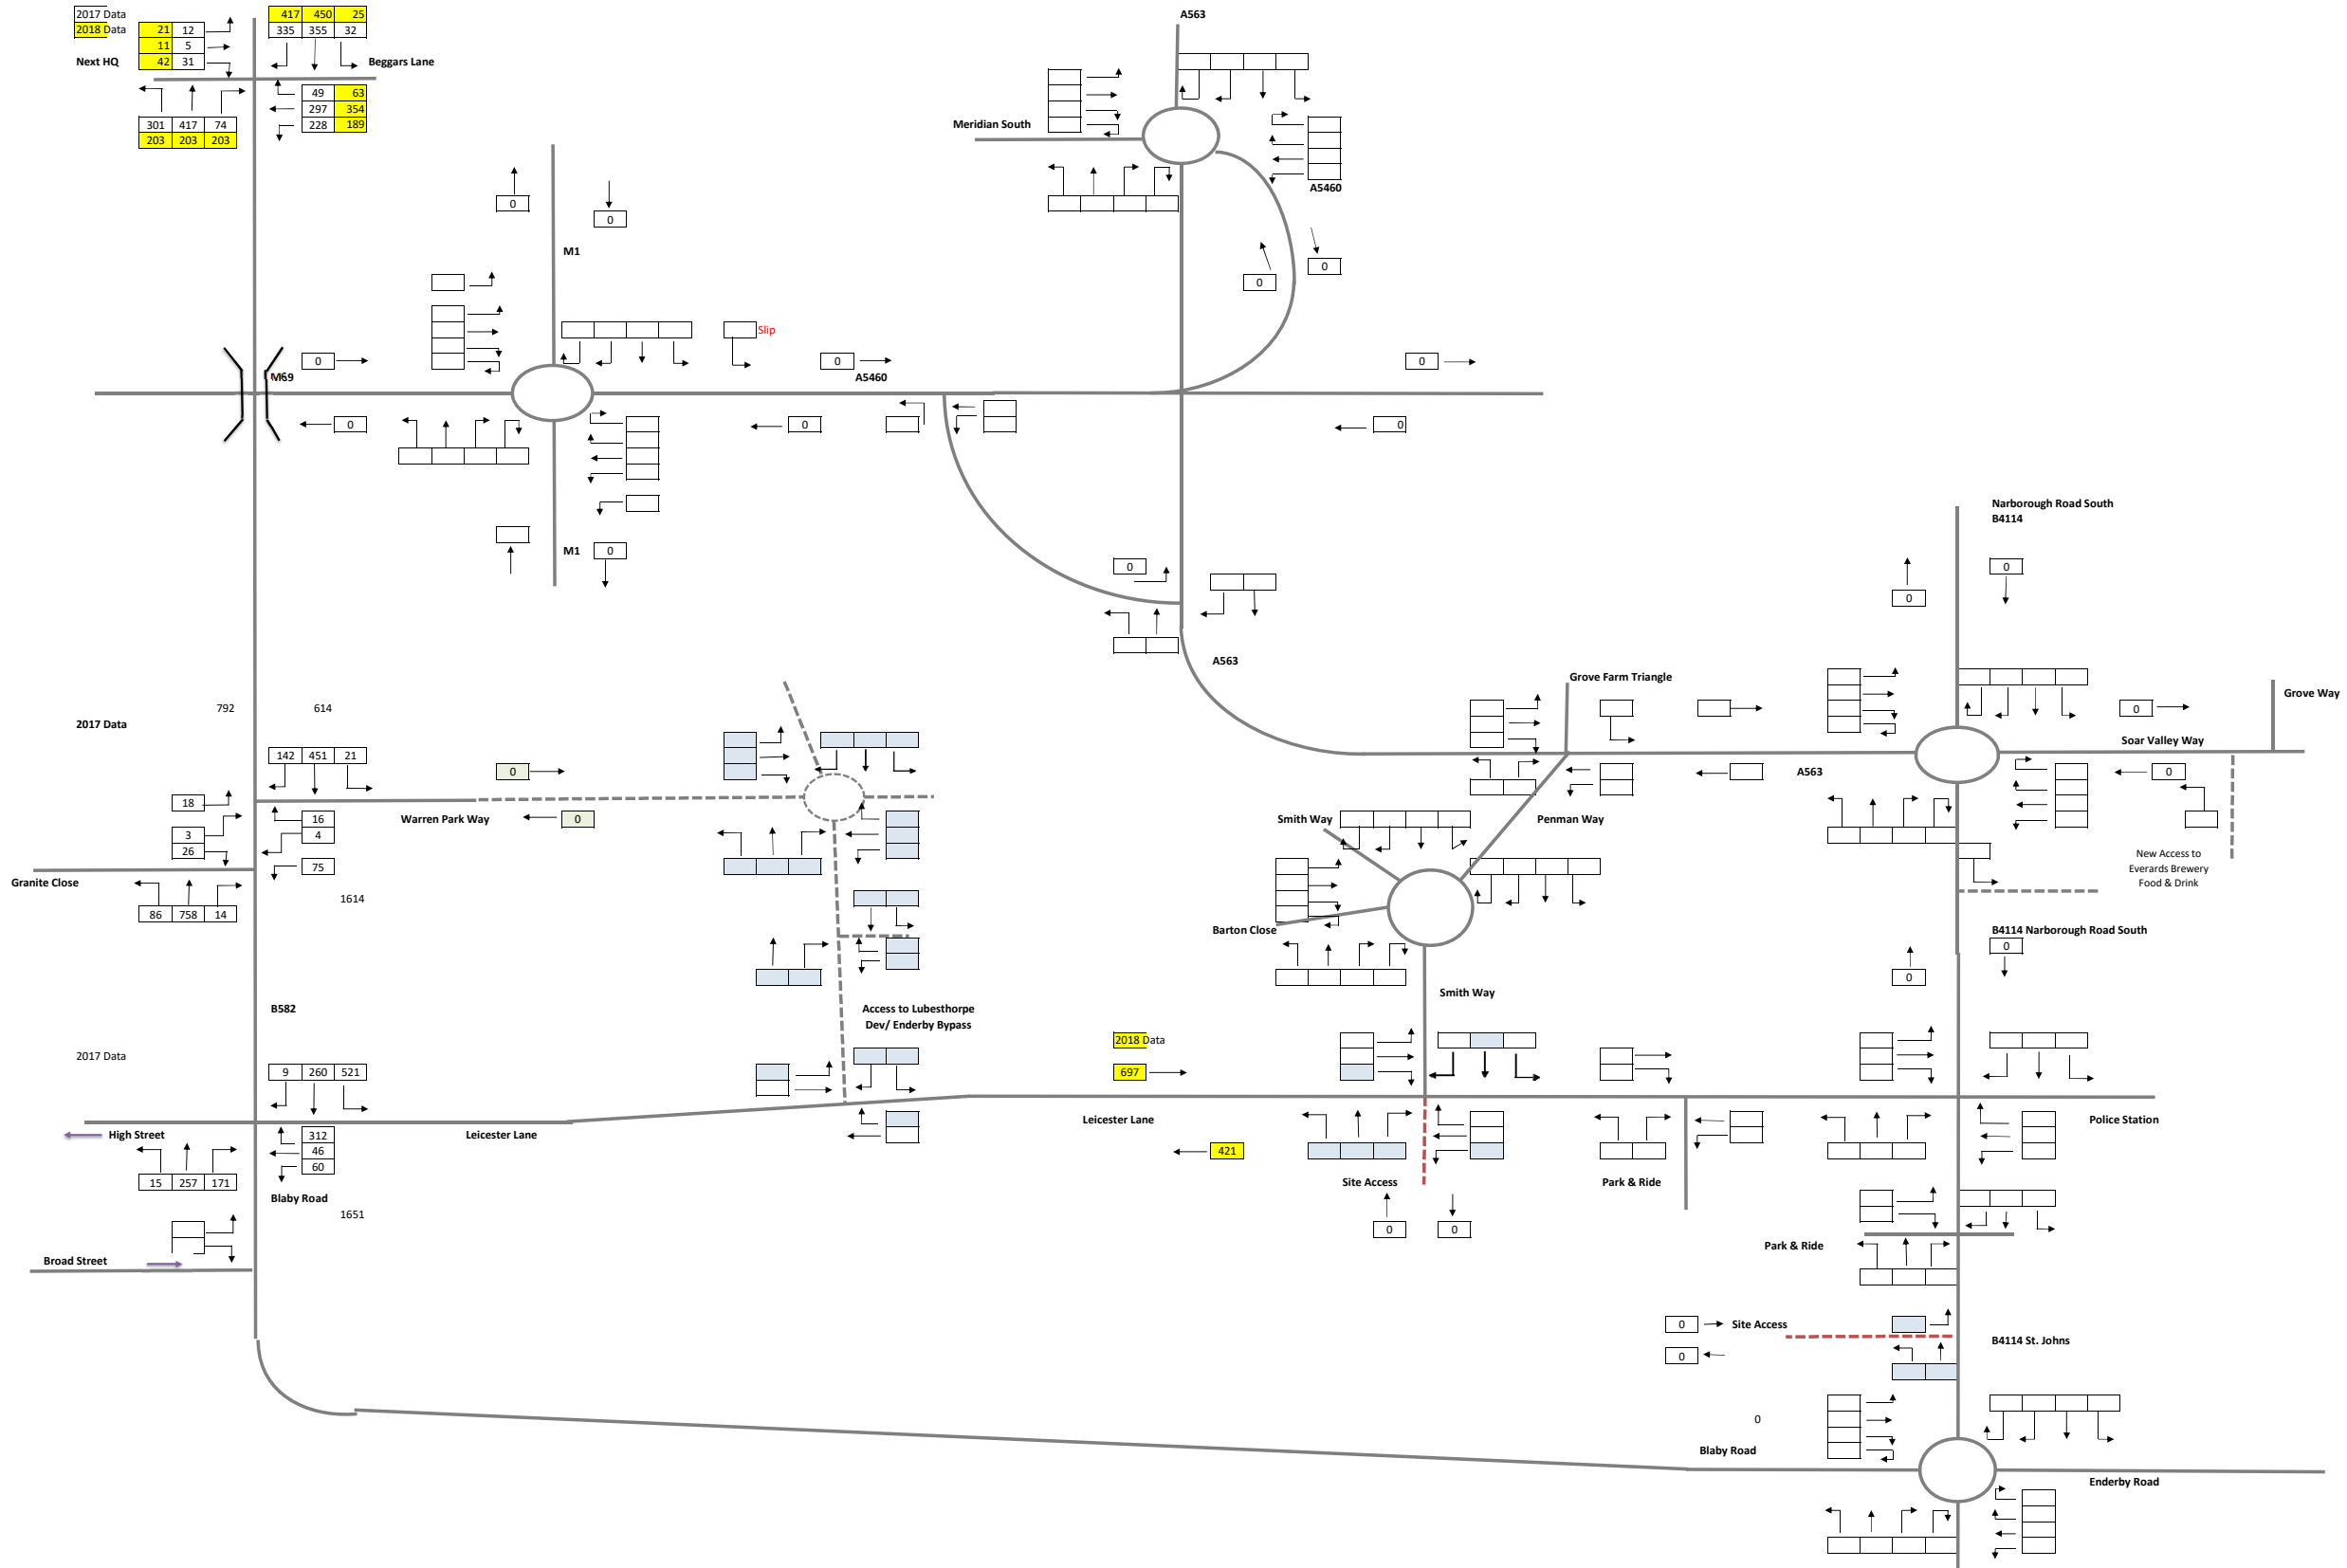 2017 Data
2018 Data
21 12
11 5
42 31
417 450 25
335 355 32
Next HQ
Beggars Lane
49 63
297 354
228 189
301 417 74
203 203 203
A563
Meridian South
A5460
0
0
M1
0
0
Slip
0
M69
0
A5460
0
0
0
0
M1
0
Narborough Road South
B4114
0
0
0
A563
792
614
2017 Data
142 451 21
18
3
26
16
4
75
Warren Park Way
0
0
Granite Close
86 758 14
1614
Grove Farm Triangle
Grove Way
0
Soar Valley Way
A563
0
Smith Way
Penman Way
New Access to
Everards Brewery
Food & Drink
Barton Close
B4114 Narborough Road South
0
0
Smith Way
B582
Access to Lubesthorpe
Dev/ Enderby Bypass
2017 Data
9 260 521
2018 Data
697
High Street
Leicester Lane
Leicester Lane
Police Station
312
46
60
15 257 171
421
Blaby Road
Site Access
Park & Ride
1651
0
0
Broad Street
Park & Ride
0
Site Access
0
B4114 St. Johns
0
Blaby Road
Enderby Road